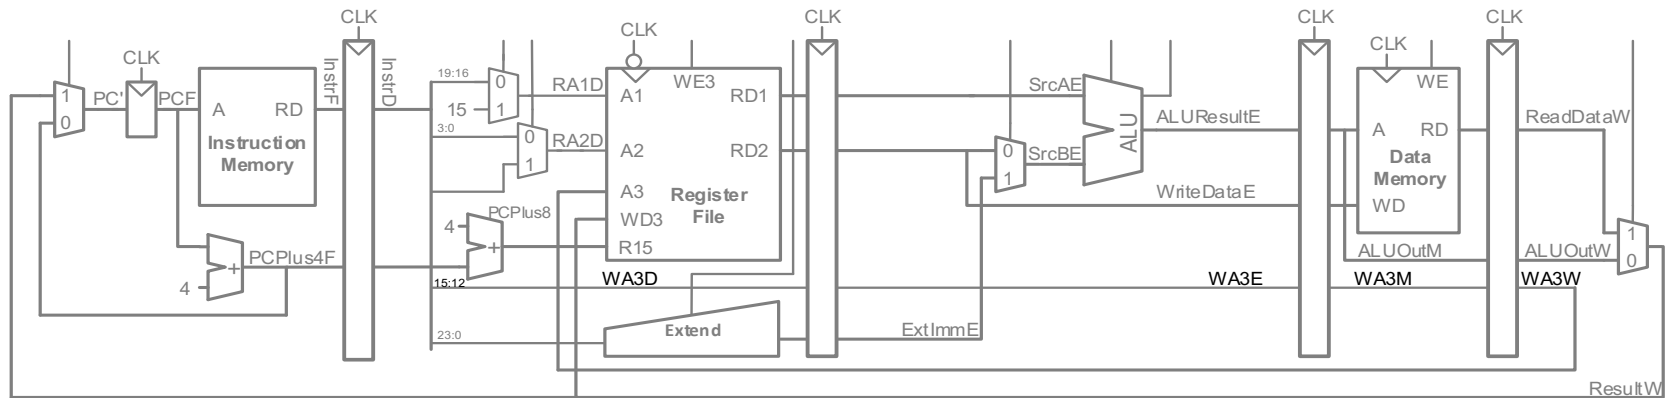 CLK
CLK
CLK
CLK
CLK
CLK
CLK
CLK
1
0
PC'
PCF
A
RD
Instruction
Memory
InstrF
InstrD
4
+
PCPlus4F
19:16
15
0
1
RA1D
3:0
0
1
RA2D
A1
A2
A3
WD3
R15
WE3
RD1
RD2
Register
File
4
+
PCPlus8
15:12
WA3D
23:0
Extend
ExtImmE
0
1
SrcAE
SrcBE
ALU
ALUResultE
WriteDataE
WA3E
A
RD
WE
Data
Memory
WD
ALUOutM
WA3M
ReadDataW
ALUOutW
WA3W
1
0
ResultW